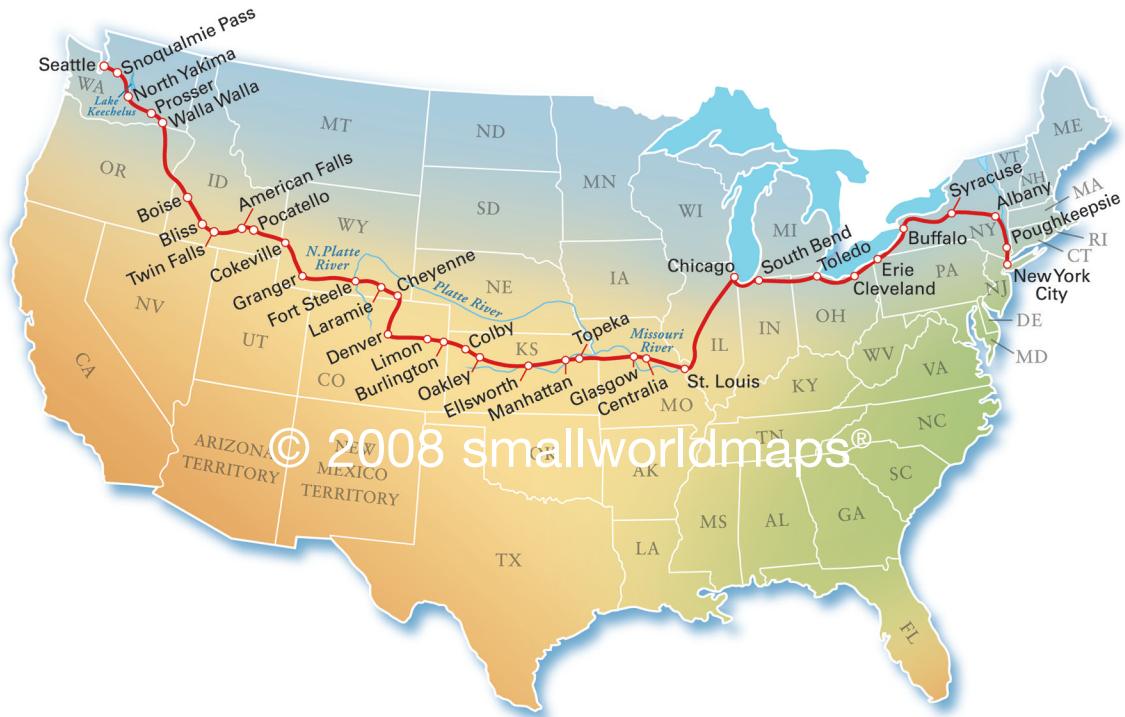 Seattle
Snoqualmie Pass
North Yakima
Prosser
Walla Walla
WA
Lake
Keechelus
MT
ND
MN
OR
ID
American Falls
Pocatello
Boise
Bliss
Twin Falls
Cokeville
Granger
WY
SD
WI
MI
N.Platte
River
Fort Steele
Laramie
Cheyenne
Platte River
NE
IA
Chicago
South Bend
Toledo
Erie
Cleveland
Buffalo
Syracuse
Albany
Poughkeepsie
New York
City
NY
VT
NH
ME
MA
RI
CT
PA
NJ
DE
MD
NV
UT
CA
CO
Denver
Limon
Burlington
Colby
Oakley
KS
Ellsworth
Manhattan
Topeka
Missouri
River
Glasgow
Centralia
St. Louis
MO
IL
IN
OH
KY
WV
VA
NC
TN
SC
ARIZONA
TERRITORY
NEW
MEXICO
TERRITORY
OK
AK
© 2008 smallworldmaps®
TX
LA
MS
AL
GA
FL